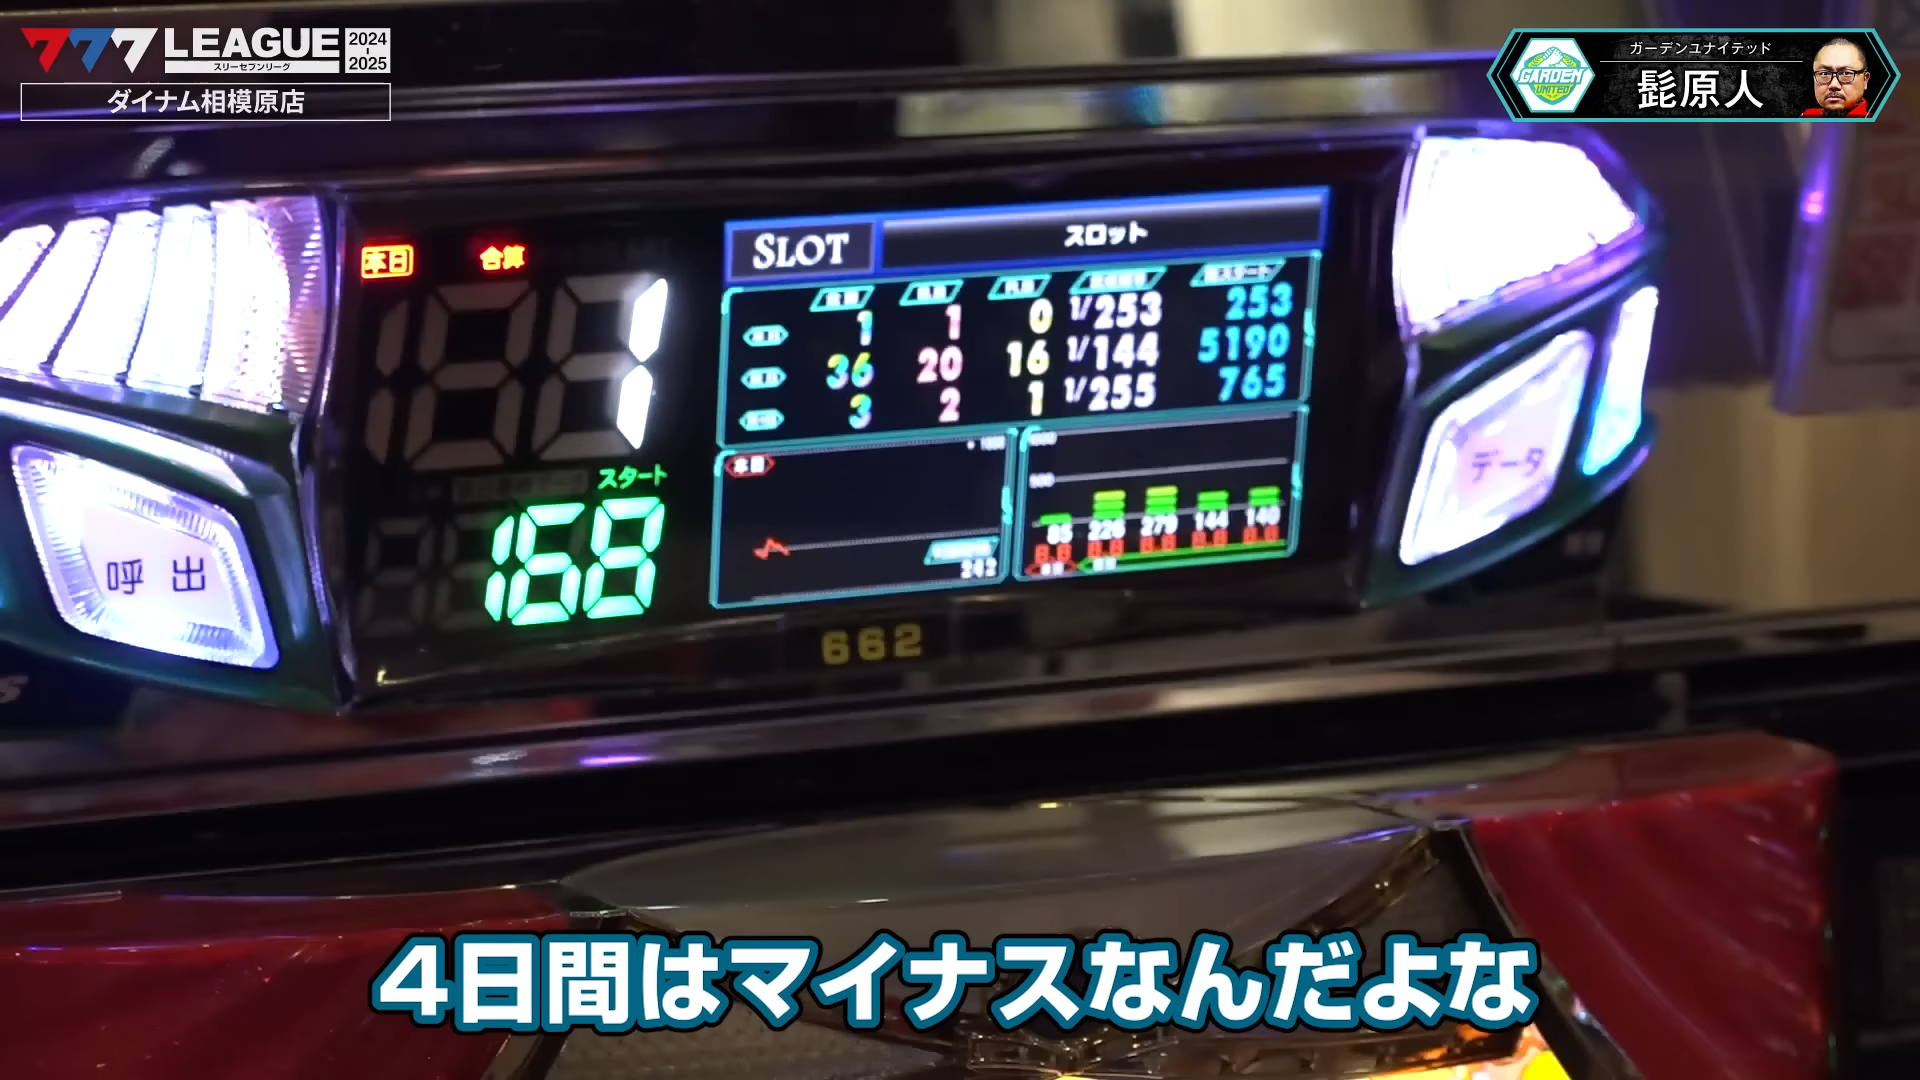 777 LEAGUE 2024-2025
スリーセブンリーグ
ダイナム相模原店
GARDEN UNITED
ガーデンユナイテッド
髭原人
本日 合算
1
スタート
168
SLOT スロット
1 1 0 1/253 253
36 20 16 1/144 5190
3 2 1 1/255 765
本日
242
85 226 279 144 140
呼出
データ
662
4日間はマイナスなんだよな